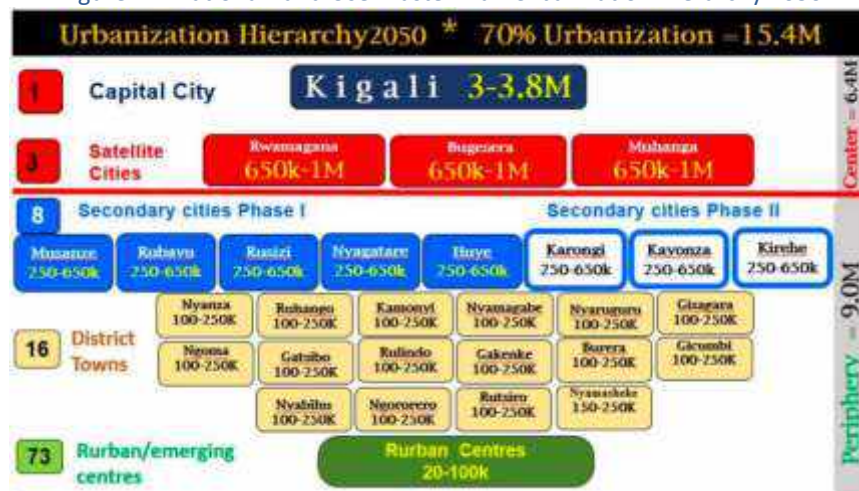 Urbanization Hierarchy2050 * 70% Urbanization =15.4M
1 Capital City Kigali 3-3.8M
3 Satellite Cities
Rwamagana 650k-1M
Bugesera 650k-1M
Muhanga 650k-1M
Center = 6.4M
8 Secondary cities Phase I
Secondary cities Phase II
Musanze 250-650k
Rubavu 250-650k
Rusizi 250-650k
Nyagatare 250-650k
Huye 250-650k
Karongi 250-650k
Kayonza 250-650k
Kirehe 250-650k
16 District Towns
Nyanza 100-250K
Ruhango 100-250K
Kamonyi 100-250K
Nyamagabe 100-250K
Nyaruguru 100-250K
Gisagara 100-250K
Ngoma 100-250K
Gatsibo 100-250K
Rulindo 100-250K
Gakenke 100-250K
Burera 100-250K
Gicumbi 100-250K
Nyabihu 100-250K
Ngororero 100-250K
Rutsiro 100-250K
Nyamasheke 150-250K
73 Rurban/emerging centres
Rurban Centres 20-100k
Periphery = 9.0M